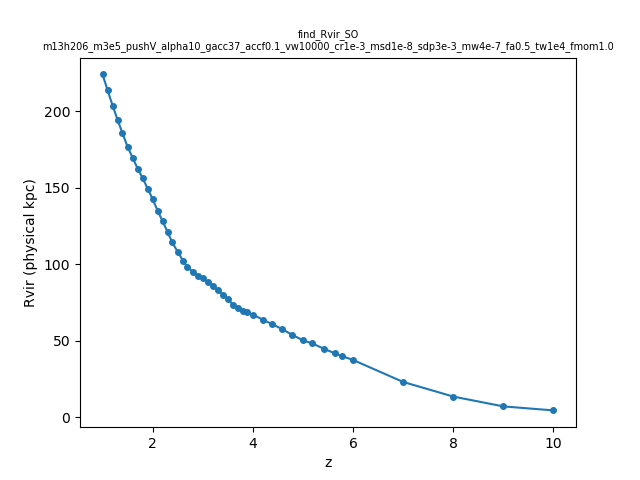 find_Rvir_SO
m13h206_m3e5_pushV_alpha10_gacc37_accf0.1_vw10000_cr1e-3_msd1e-8_sdp3e-3_mw4e-7_fa0.5_tw1e4_fmom1.0
Rvir (physical kpc)
200
150
100
50
0
2 4 6 8 10
z